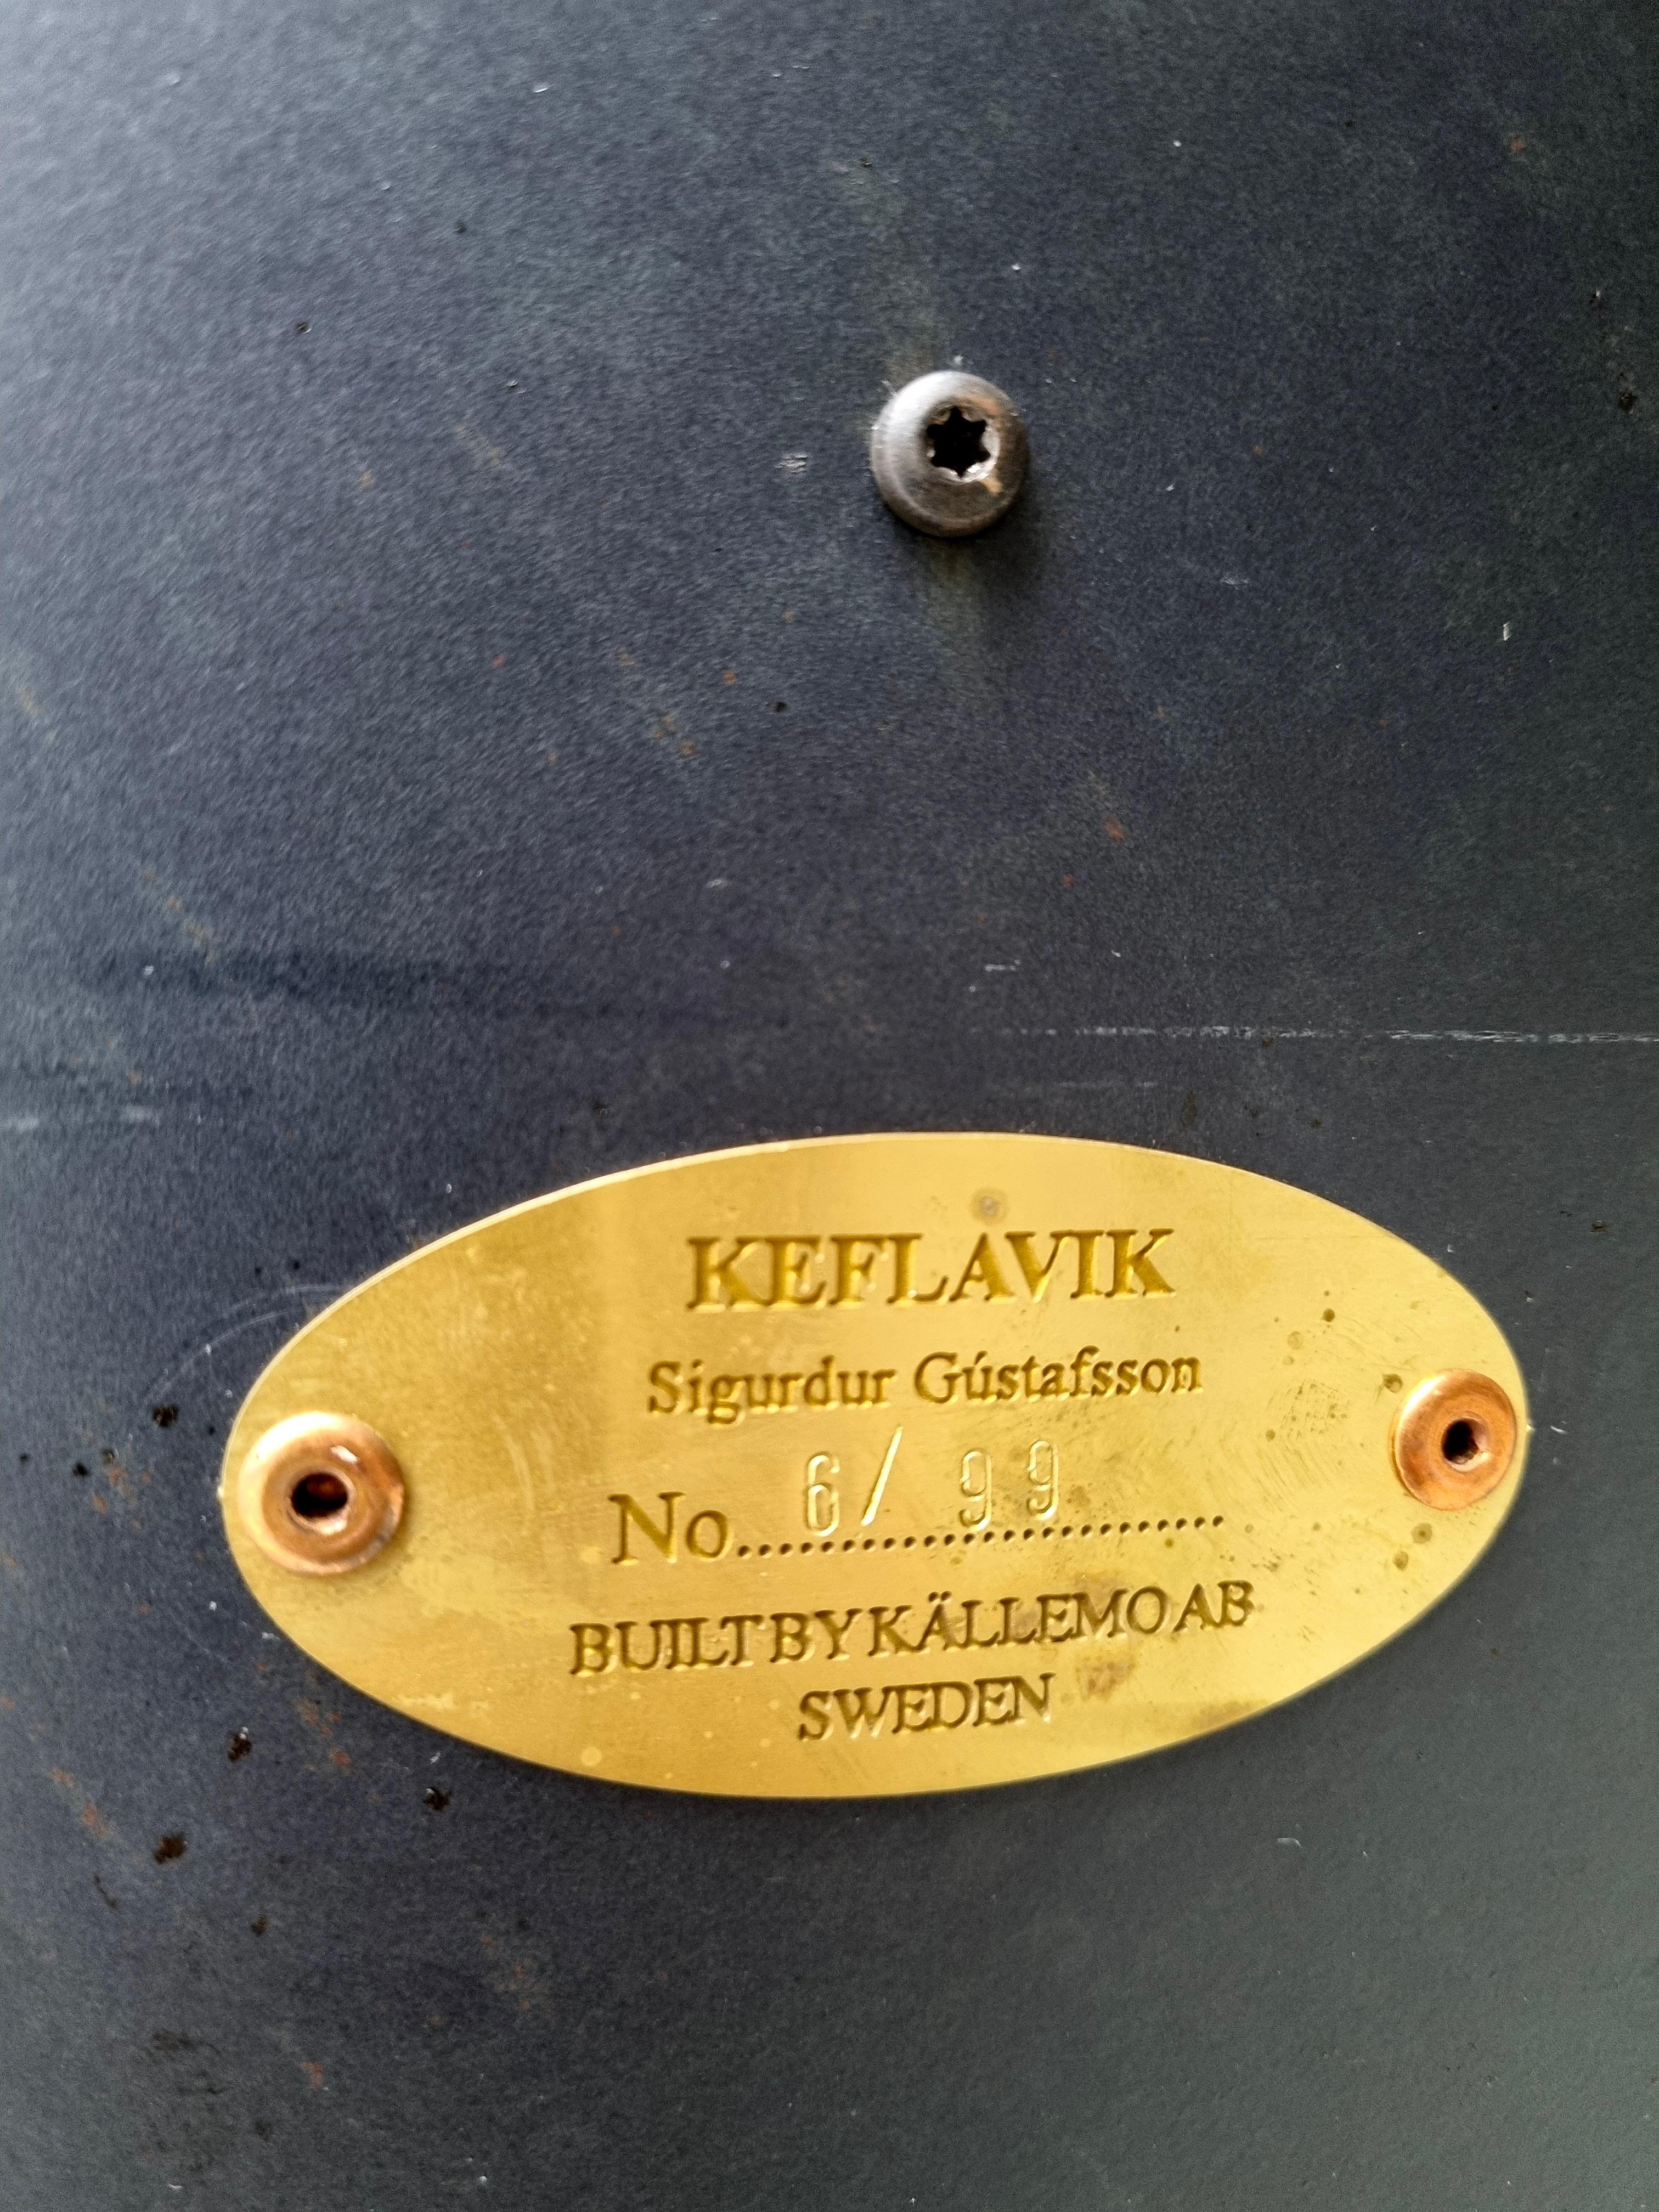 KEFLAVIK
Sigurdur Gústafsson
No. 6/ 99
BUILT BY KÄLLEMO AB
SWEDEN